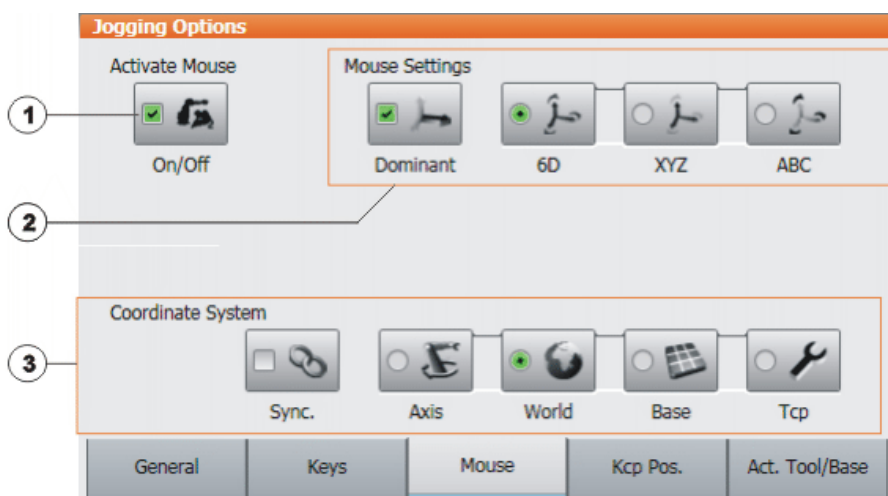 Jogging Options
Activate Mouse
Mouse Settings
1
On/Off
Dominant
6D
XYZ
ABC
2
Coordinate System
3
Sync.
Axis
World
Base
Tcp
General
Keys
Mouse
Kcp Pos.
Act. Tool/Base